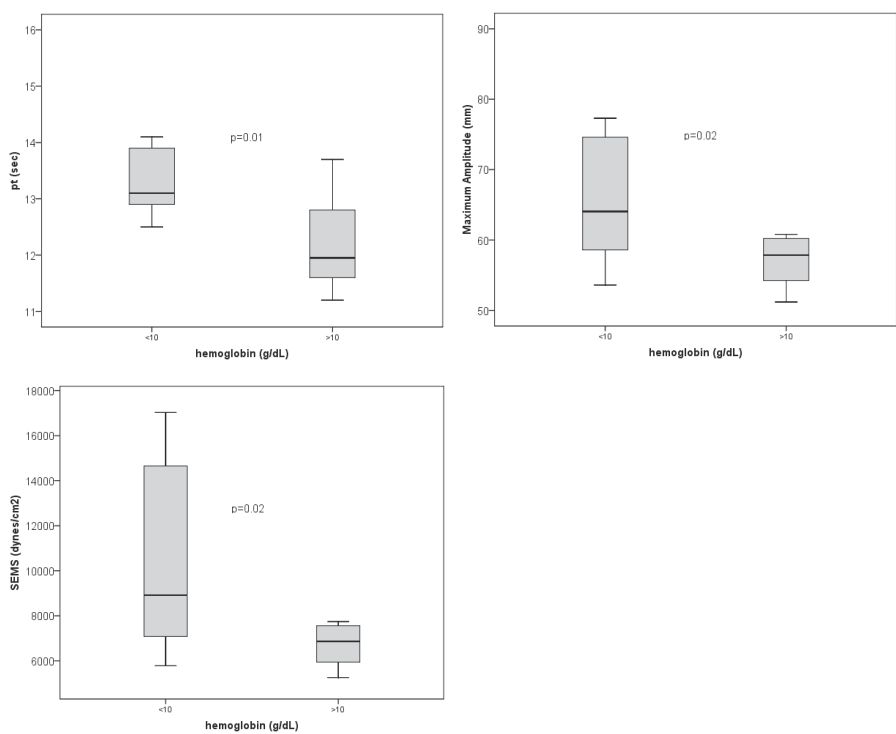 16
14
13
12
11
pt (sec)
p=0.01
<10
>10
hemoglobin (g/dL)
90
80
70
60
50
Maximum Amplitude (mm)
p=0.02
<10
>10
hemoglobin (g/dL)
18000
16000
14000
12000
10000
8000
6000
SEMS (dynes/cm2)
p=0.02
<10
>10
hemoglobin (g/dL)